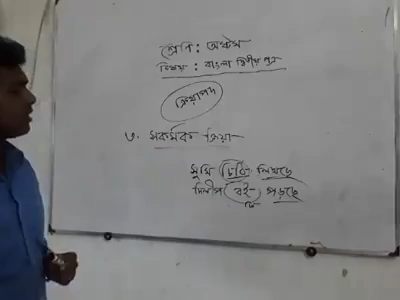 শ্রেণি : অষ্টম
বিষয় : বাংলা দ্বিতীয় পত্র
ক্রিয়াপদ
৩. সকর্মক ক্রিয়া
সুমি চিঠি লিখছে
দিলীপ বই পড়ছে